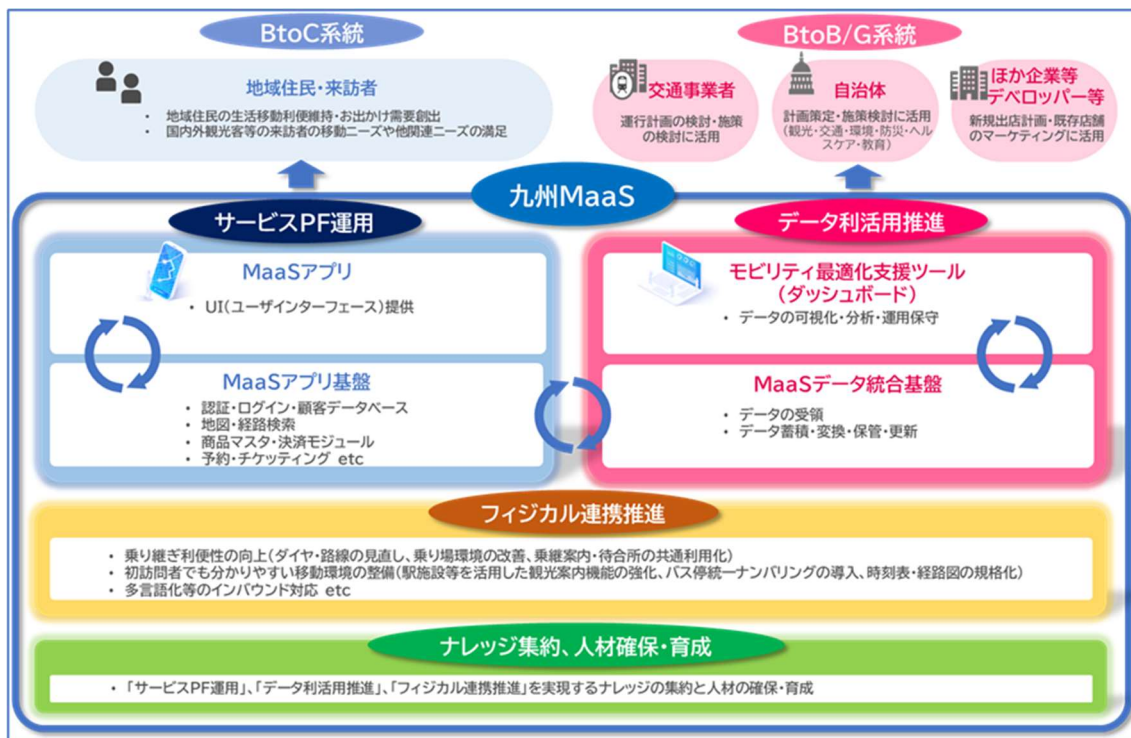 BtoC系統
BtoB/G系統
地域住民・来訪者
・ 地域住民の生活移動利便維持・お出かけ需要創出
・ 国内外観光客等の来訪者の移動ニーズや他関連ニーズの満足
交通事業者
運行計画の検討・施策
の検討に活用
自治体
計画策定・施策検討に活用
(観光・交通・環境・防災・ヘル
スケア・教育)
ほか企業等
デベロッパー等
新規出店計画・既存店舗
のマーケティングに活用
九州MaaS
サービスPF運用
MaaSアプリ
・ UI(ユーザインターフェース)提供
MaaSアプリ基盤
・ 認証・ログイン・顧客データベース
・ 地図・経路検索
・ 商品マスタ・決済モジュール
・ 予約・チケッティング etc
データ利活用推進
モビリティ最適化支援ツール
(ダッシュボード)
・ データの可視化・分析・運用保守
MaaSデータ統合基盤
・ データの受領
・ データ蓄積・変換・保管・更新
フィジカル連携推進
・ 乗り継ぎ利便性の向上(ダイヤ・路線の見直し、乗り場環境の改善、乗継案内・待合所の共通利用化)
・ 初訪問者でも分かりやすい移動環境の整備(駅施設等を活用した観光案内機能の強化、バス停統一ナンバリングの導入、時刻表・経路図の規格化)
・ 多言語化等のインバウンド対応 etc
ナレッジ集約、人材確保・育成
・ 「サービスPF運用」、「データ利活用推進」、「フィジカル連携推進」を実現するナレッジの集約と人材の確保・育成